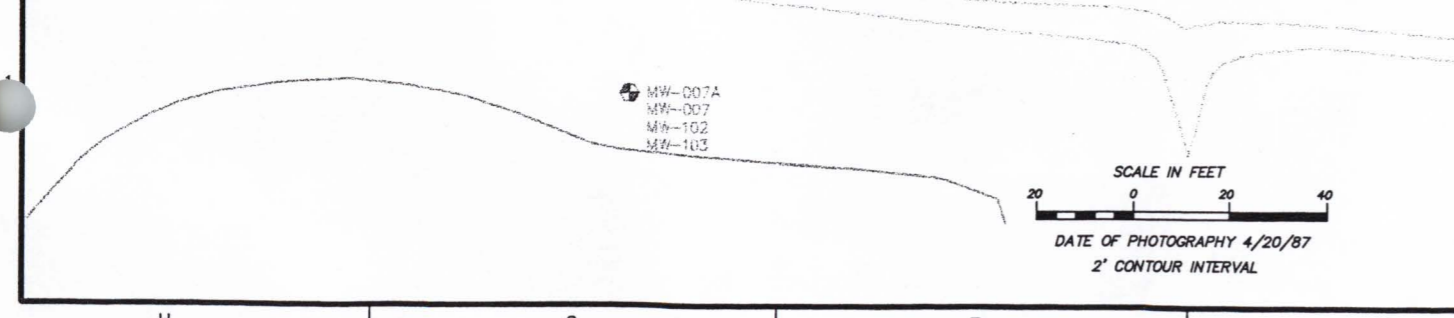 MW-007A
MW-007
MW-102
MW-103
SCALE IN FEET
20 0 20 40
DATE OF PHOTOGRAPHY 4/20/87
2' CONTOUR INTERVAL